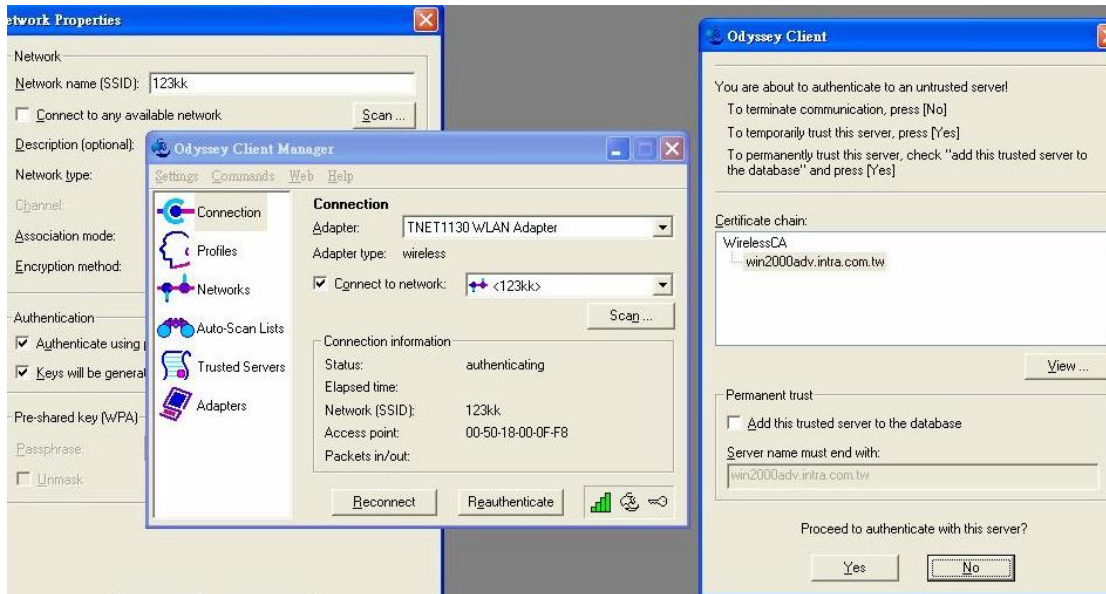 etwork Properties
Network
Network name (SSID): 123kk
Connect to any available network
Scan ...
Description (optional):
Network type:
Channel:
Association mode:
Encryption method:
Authentication
Authenticate using
Keys will be
Pre-shared key (WPA)
Passphrase:
Unmask
Odyssey Client Manager
Settings Commands Web Help
Connection
Profiles
Networks
Auto-Scan Lists
Trusted Servers
Adapters
Connection
Adapter: TNET1130 WLAN Adapter
Adapter type: wireless
Connect to network: <123kk>
Scan ...
Connection information
Status: authenticating
Elapsed time:
Network (SSID): 123kk
Access point: 00-50-18-00-0F-F8
Packets in/out:
Reconnect Reauthenticate
Odyssey Client
You are about to authenticate to an untrusted server!
To terminate communication, press [No]
To temporarily trust this server, press [Yes]
To permanently trust this server, check "add this trusted server to
the database" and press [Yes]
Certificate chain:
WirelessCA
win2000adv.intra.com.tw
View ...
Permanent trust
Add this trusted server to the database
Server name must end with:
win2000adv.intra.com.tw
Proceed to authenticate with this server?
Yes No